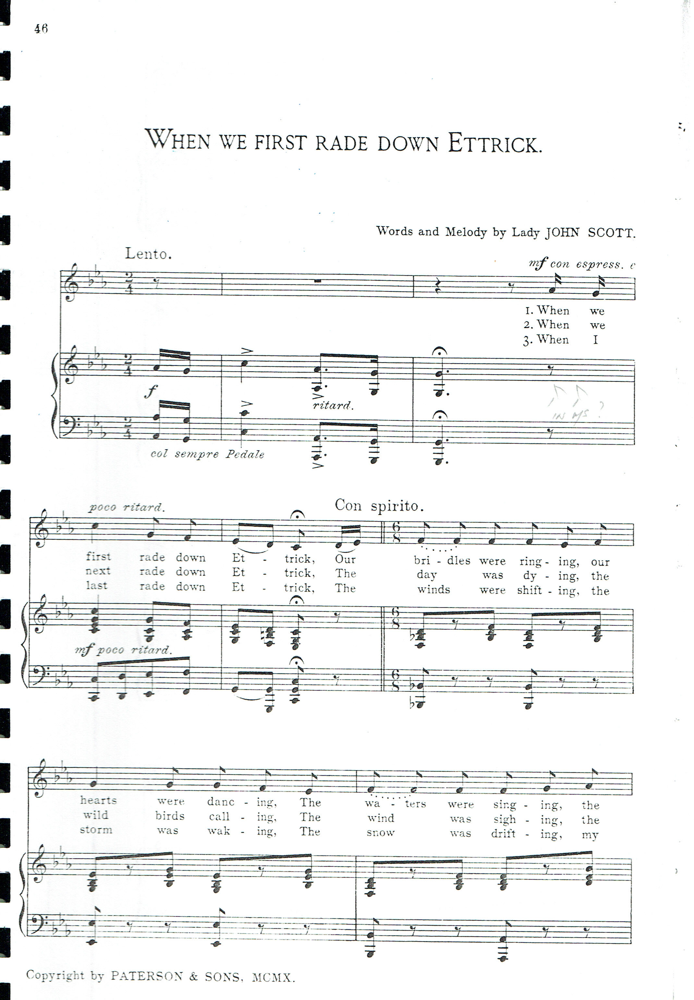 46
WHEN WE FIRST RADE DOWN ETTRICK.
Words and Melody by Lady JOHN SCOTT.
Lento.
mf con espress. e
1. When we
2. When we
3. When I
f
ritard.
IN MS ?
col sempre Pedale
poco ritard.
Con spirito.
first rade down Et - trick, Our bri - dles were ring - ing, our
next rade down Et - trick, The day was dy - ing, the
last rade down Et - trick, The winds were shift - ing, the
mf poco ritard.
hearts were danc - ing, The wa - ters were sing - ing, the
wild birds call - ing, The wind was sigh - ing, the
storm was wak - ing, The snow was drift - ing, my
Copyright by PATERSON & SONS, MCMX.